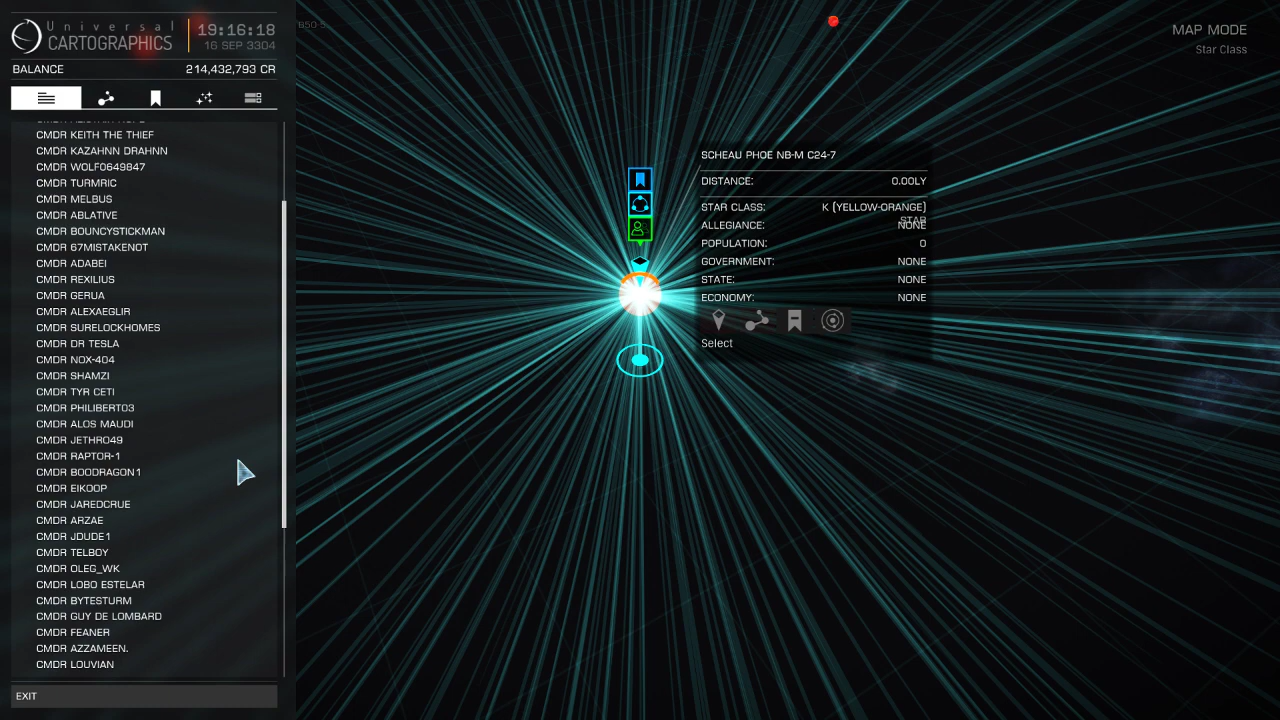 Universal
CARTOGRAPHICS
19:16:18
16 SEP 3304
BALANCE 214,432,793 CR
CMDR KEITH THE THIEF
CMDR KAZAHNN DRAHNN
CMDR WOLF0649847
CMDR TURMRIC
CMDR MELBUS
CMDR ABLATIVE
CMDR BOUNCYSTICKMAN
CMDR 67MISTAKENOT
CMDR ADABEI
CMDR REXILIUS
CMDR GERUA
CMDR ALEXAEGLIR
CMDR SURELOCKHOMES
CMDR DR TESLA
CMDR NOX-404
CMDR SHAMZI
CMDR TYR CETI
CMDR PHILIBERT03
CMDR ALOS MAUDI
CMDR JETHRO49
CMDR RAPTOR-1
CMDR BOODRAGON1
CMDR EIKOOP
CMDR JAREDCRUE
CMDR ARZAE
CMDR JDUDE1
CMDR TELBOY
CMDR OLEG_WK
CMDR LOBO ESTELAR
CMDR BYTESTURM
CMDR GUY DE LOMBARD
CMDR FEANER
CMDR AZZAMEEN.
CMDR LOUVIAN
EXIT
SCHEAU PHOE NB-M C24-7
DISTANCE: 0.00LY
STAR CLASS: K (YELLOW-ORANGE)
STAR
ALLEGIANCE: NONE
POPULATION: 0
GOVERNMENT: NONE
STATE: NONE
ECONOMY: NONE
Select
MAP MODE
Star Class